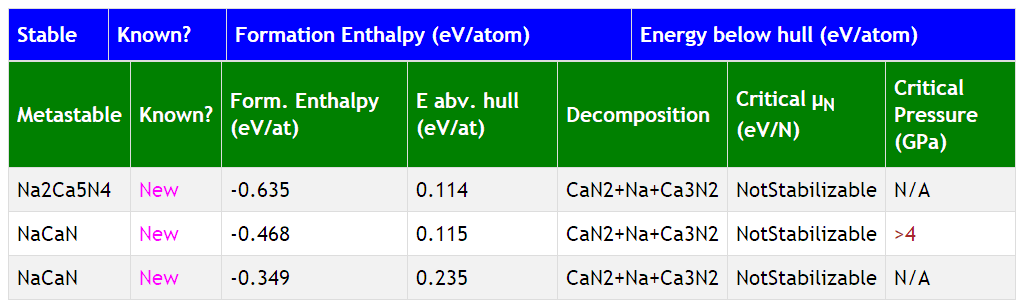 Stable Known? Formation Enthalpy (eV/atom) Energy below hull (eV/atom)
Metastable Known? Form. Enthalpy (eV/at) E abv. hull (eV/at) Decomposition Critical μN (eV/N) Critical Pressure (GPa)
Na2Ca5N4 New -0.635 0.114 CaN2+Na+Ca3N2 NotStabilizable N/A
NaCaN New -0.468 0.115 CaN2+Na+Ca3N2 NotStabilizable >4
NaCaN New -0.349 0.235 CaN2+Na+Ca3N2 NotStabilizable N/A